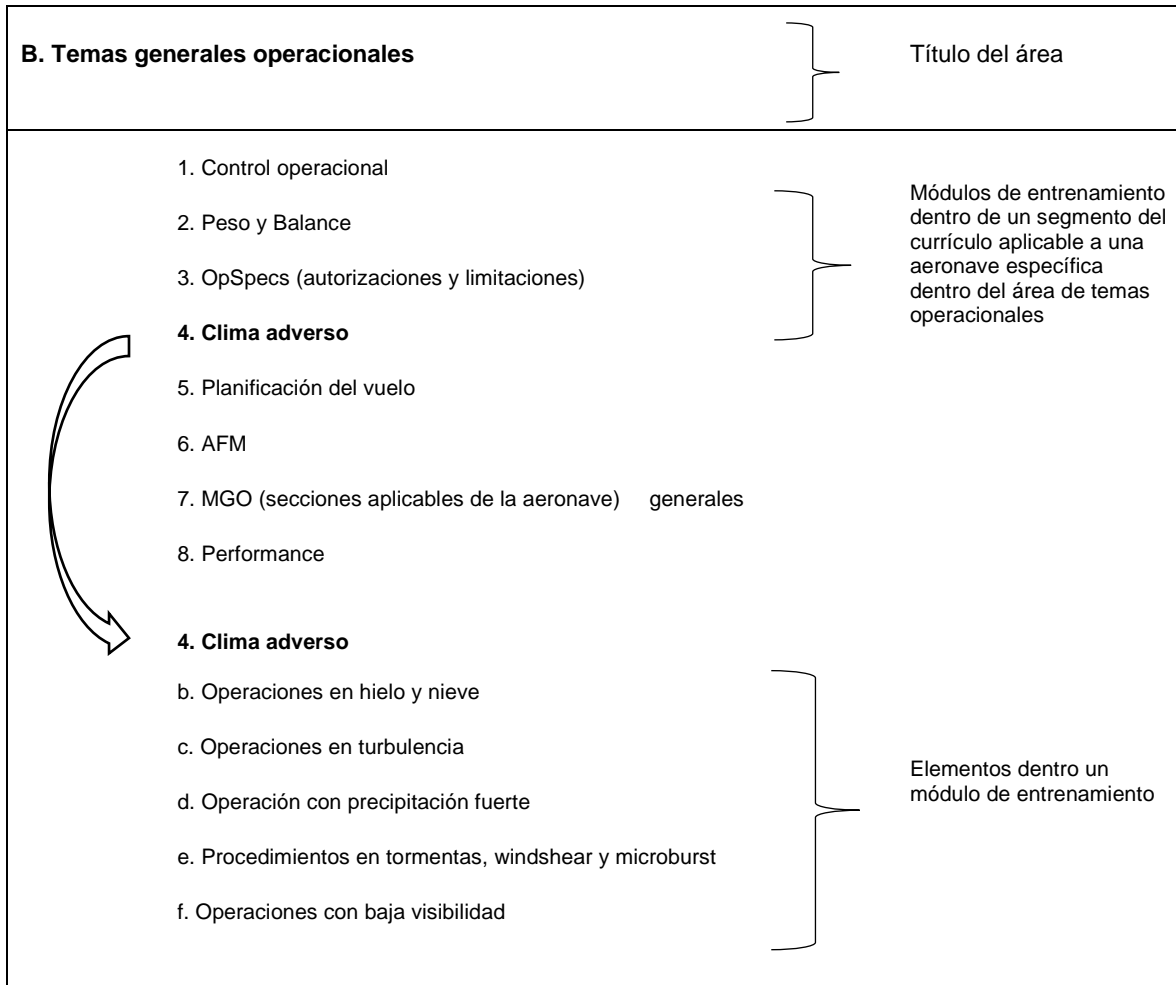 B. Temas generales operacionales
Título del área
1. Control operacional
2. Peso y Balance
3. OpSpecs (autorizaciones y limitaciones)
4. Clima adverso
Módulos de entrenamiento
dentro de un segmento del
currículo aplicable a una
aeronave específica
dentro del área de temas
operacionales
5. Planificación del vuelo
6. AFM
7. MGO (secciones aplicables de la aeronave) generales
8. Performance
4. Clima adverso
b. Operaciones en hielo y nieve
c. Operaciones en turbulencia
d. Operación con precipitación fuerte
e. Procedimientos en tormentas, windshear y microburst
f. Operaciones con baja visibilidad
Elementos dentro un
módulo de entrenamiento